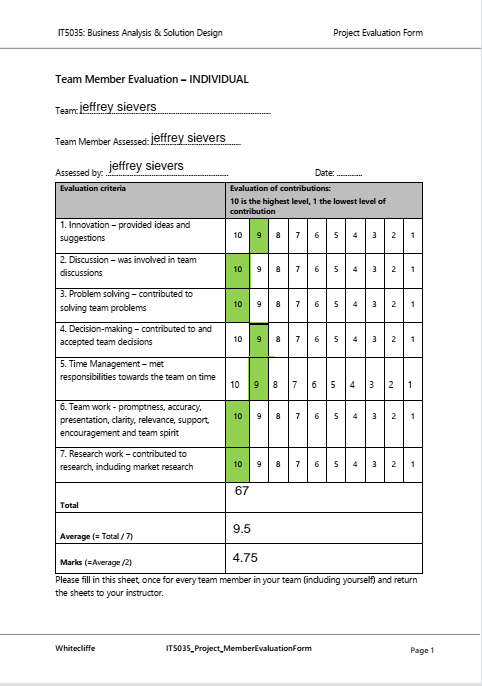 IT5035: Business Analysis & Solution Design Project Evaluation Form
Team Member Evaluation – INDIVIDUAL
Team: jeffrey sievers
Team Member Assessed: jeffrey sievers
Assessed by: jeffrey sievers Date: ............
Evaluation criteria
Evaluation of contributions:
10 is the highest level, 1 the lowest level of
contribution
1. Innovation – provided ideas and
suggestions
10 9 8 7 6 5 4 3 2 1
2. Discussion – was involved in team
discussions
10 9 8 7 6 5 4 3 2 1
3. Problem solving – contributed to
solving team problems
10 9 8 7 6 5 4 3 2 1
4. Decision-making – contributed to and
accepted team decisions
10 9 8 7 6 5 4 3 2 1
5. Time Management – met
responsibilities towards the team on time
10 9 8 7 6 5 4 3 2 1
6. Team work - promptness, accuracy,
presentation, clarity, relevance, support,
encouragement and team spirit
10 9 8 7 6 5 4 3 2 1
7. Research work – contributed to
research, including market research
10 9 8 7 6 5 4 3 2 1
Total 67
Average (= Total / 7) 9.5
Marks (=Average /2) 4.75
Please fill in this sheet, once for every team member in your team (including yourself) and return
the sheets to your instructor.
Whitecliffe IT5035_Project_MemberEvaluationForm Page 1